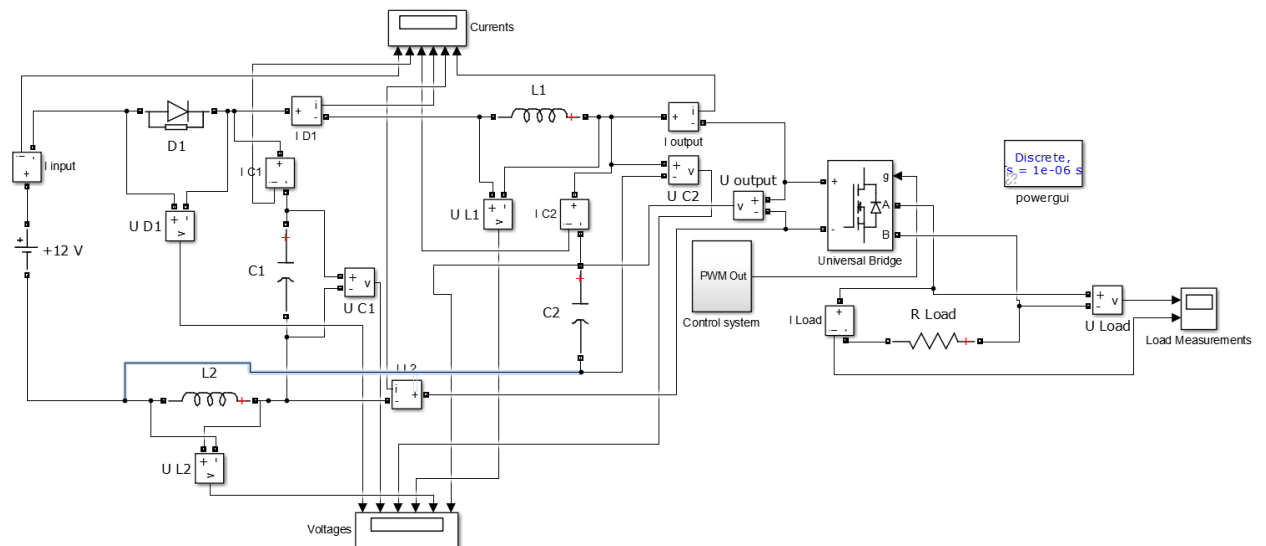 Currents
L1
D1
I D1
I output
I input
I C1
U C2
U output
U D1
U L1
I C2
Discrete,
s = 1e-06 s
powergui
g
A
B
Universal Bridge
+12 V
C1
U C1
C2
PWM Out
Control system
I Load
R Load
U Load
Load Measurements
L2
U L2
Voltages